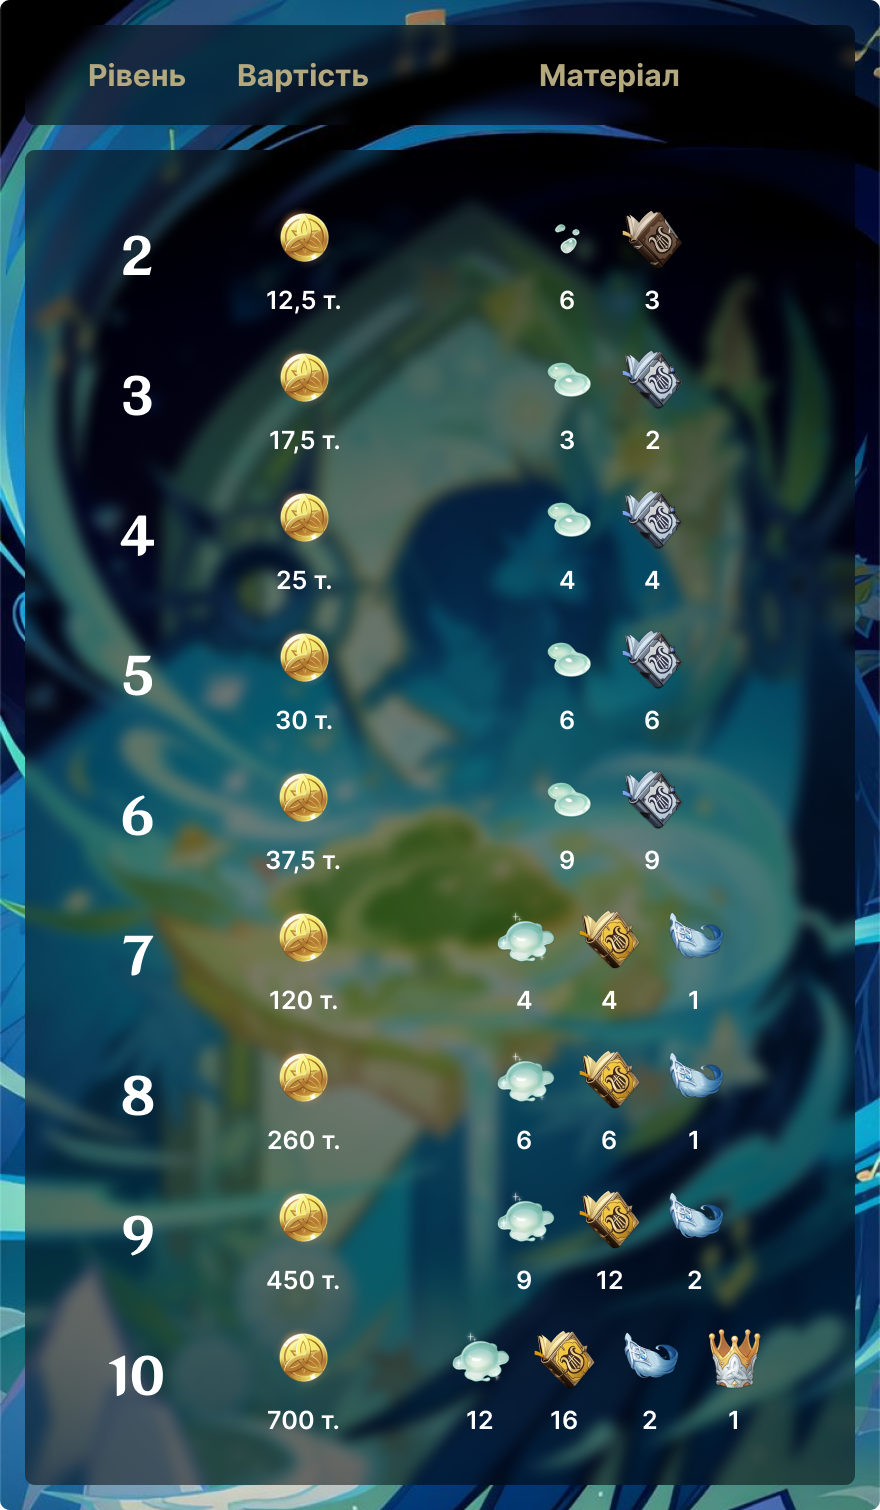 Рівень Вартість Матеріал
2
12,5 т. 6 3
3
17,5 т. 3 2
4
25 т. 4 4
5
30 т. 6 6
6
37,5 т. 9 9
7
120 т. 4 4 1
8
260 т. 6 6 1
9
450 т. 9 12 2
10
700 т. 12 16 2 1